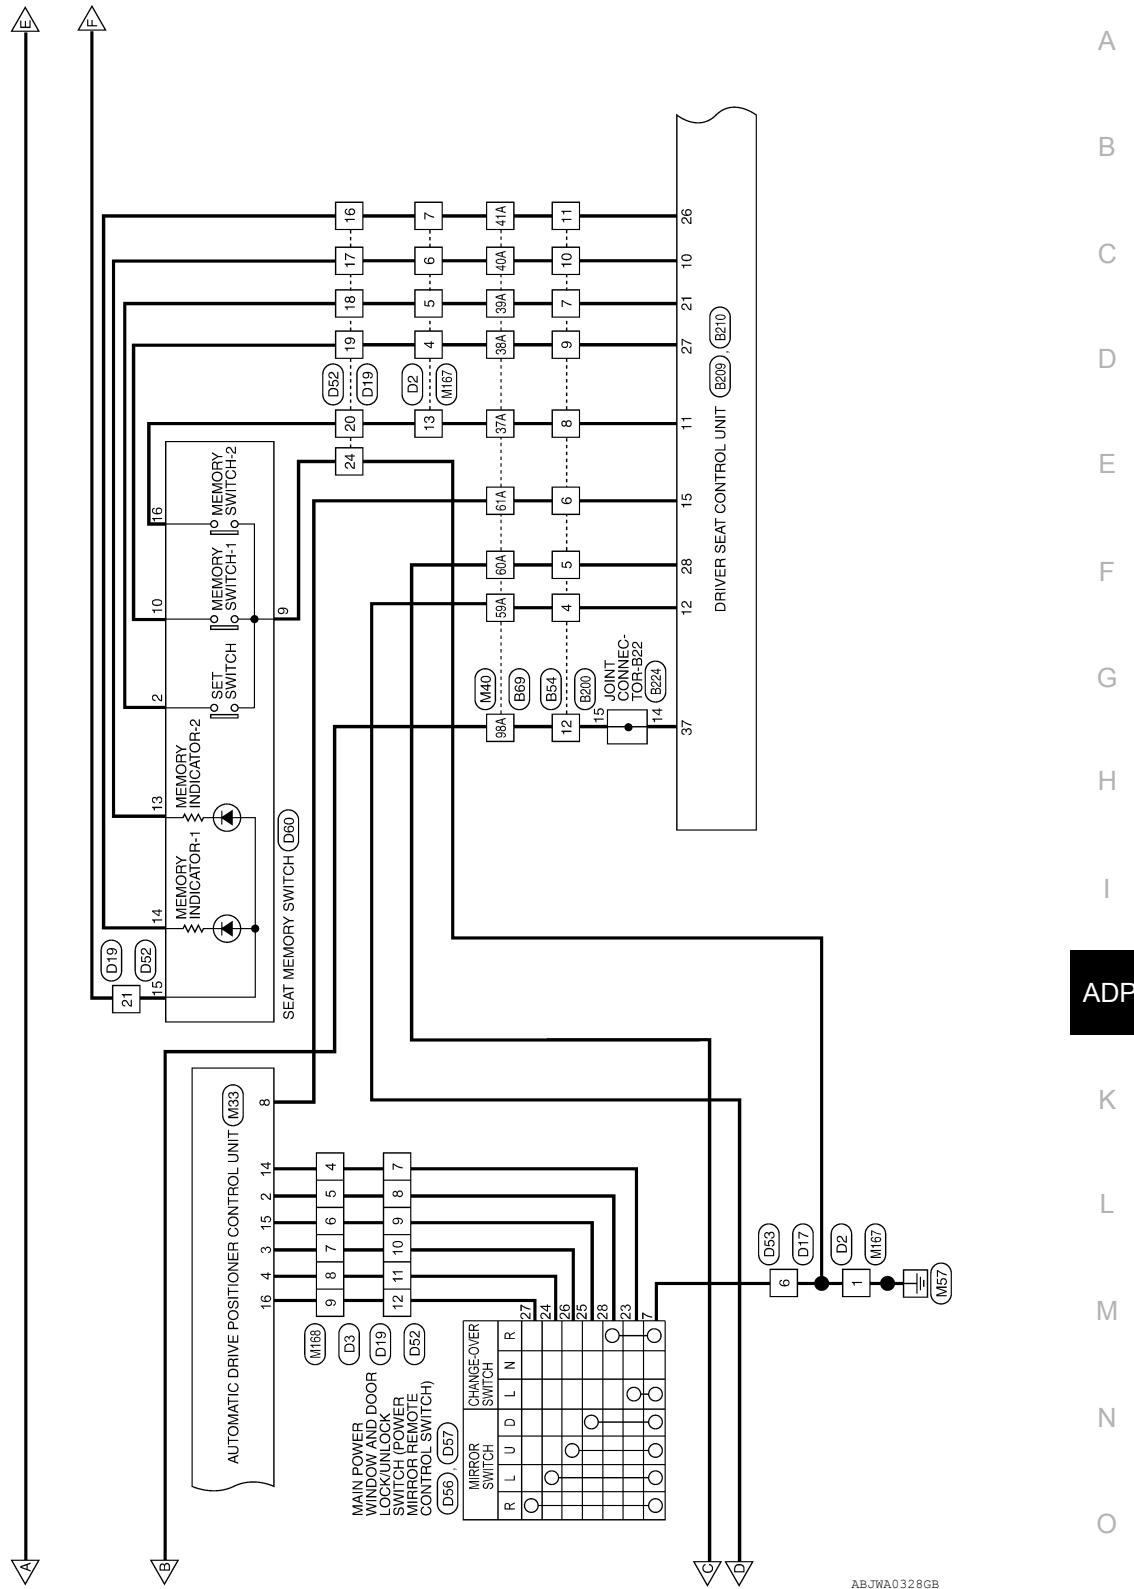 A
B
C
D
E
F
G
H
I
ADP
K
L
M
N
O
E
F
A
B
C
D
16
7
41A
11
26
17
6
40A
10
10
18
5
39A
7
21
19
4
38A
9
27
D52
D19
D2
M167
20
13
37A
8
11
24
61A
6
15
60A
5
28
59A
4
12
M40
B69
B54
B200
98A
12
15
JOINT
CONNEC-
TOR-B22
B224
14
37
DRIVER SEAT CONTROL UNIT
B209
,
B210
16
MEMORY
SWITCH-2
10
MEMORY
SWITCH-1
9
2
SET
SWITCH
13
MEMORY
INDICATOR-2
14
MEMORY
INDICATOR-1
15
D19
D52
21
SEAT MEMORY SWITCH
D60
AUTOMATIC DRIVE POSITIONER CONTROL UNIT
M33
8
14
4
7
2
5
8
15
6
9
3
7
10
4
8
11
16
9
12
M168
D3
D19
D52
MAIN POWER
WINDOW AND DOOR
LOCK/UNLOCK
SWITCH (POWER
MIRROR REMOTE
CONTROL SWITCH)
D56
,
D57
MIRROR
SWITCH
CHANGE-OVER
SWITCH
R
L
U
D
L
N
R
27
24
26
25
28
23
7
D53
D17
D2
M167
6
1
M57
ABJWA0328GB